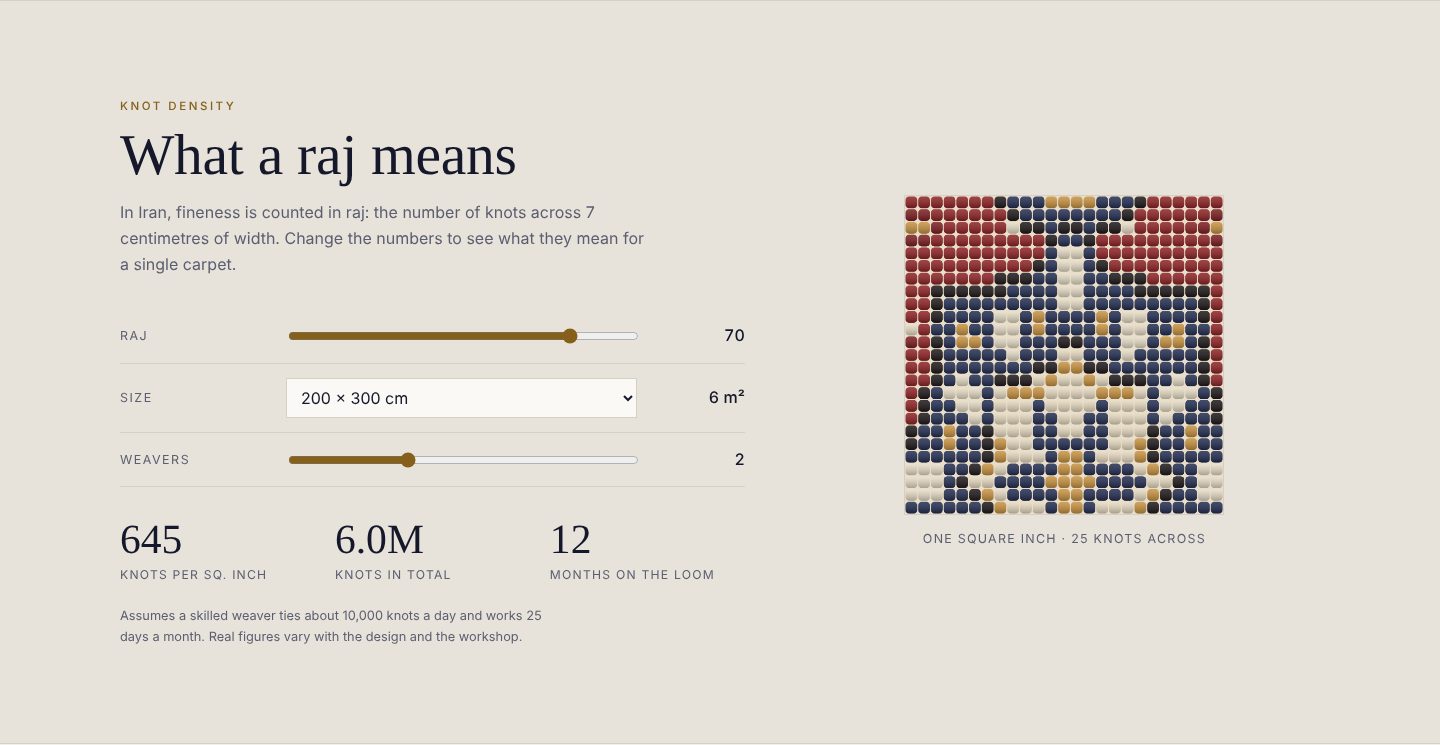 KNOT DENSITY
What a raj means
In Iran, fineness is counted in raj: the number of knots across 7
centimetres of width. Change the numbers to see what they mean for
a single carpet.
RAJ 70
SIZE 200 × 300 cm 6 m²
WEAVERS 2
645 6.0M 12
KNOTS PER SQ. INCH KNOTS IN TOTAL MONTHS ON THE LOOM
Assumes a skilled weaver ties about 10,000 knots a day and works 25
days a month. Real figures vary with the design and the workshop.
ONE SQUARE INCH · 25 KNOTS ACROSS